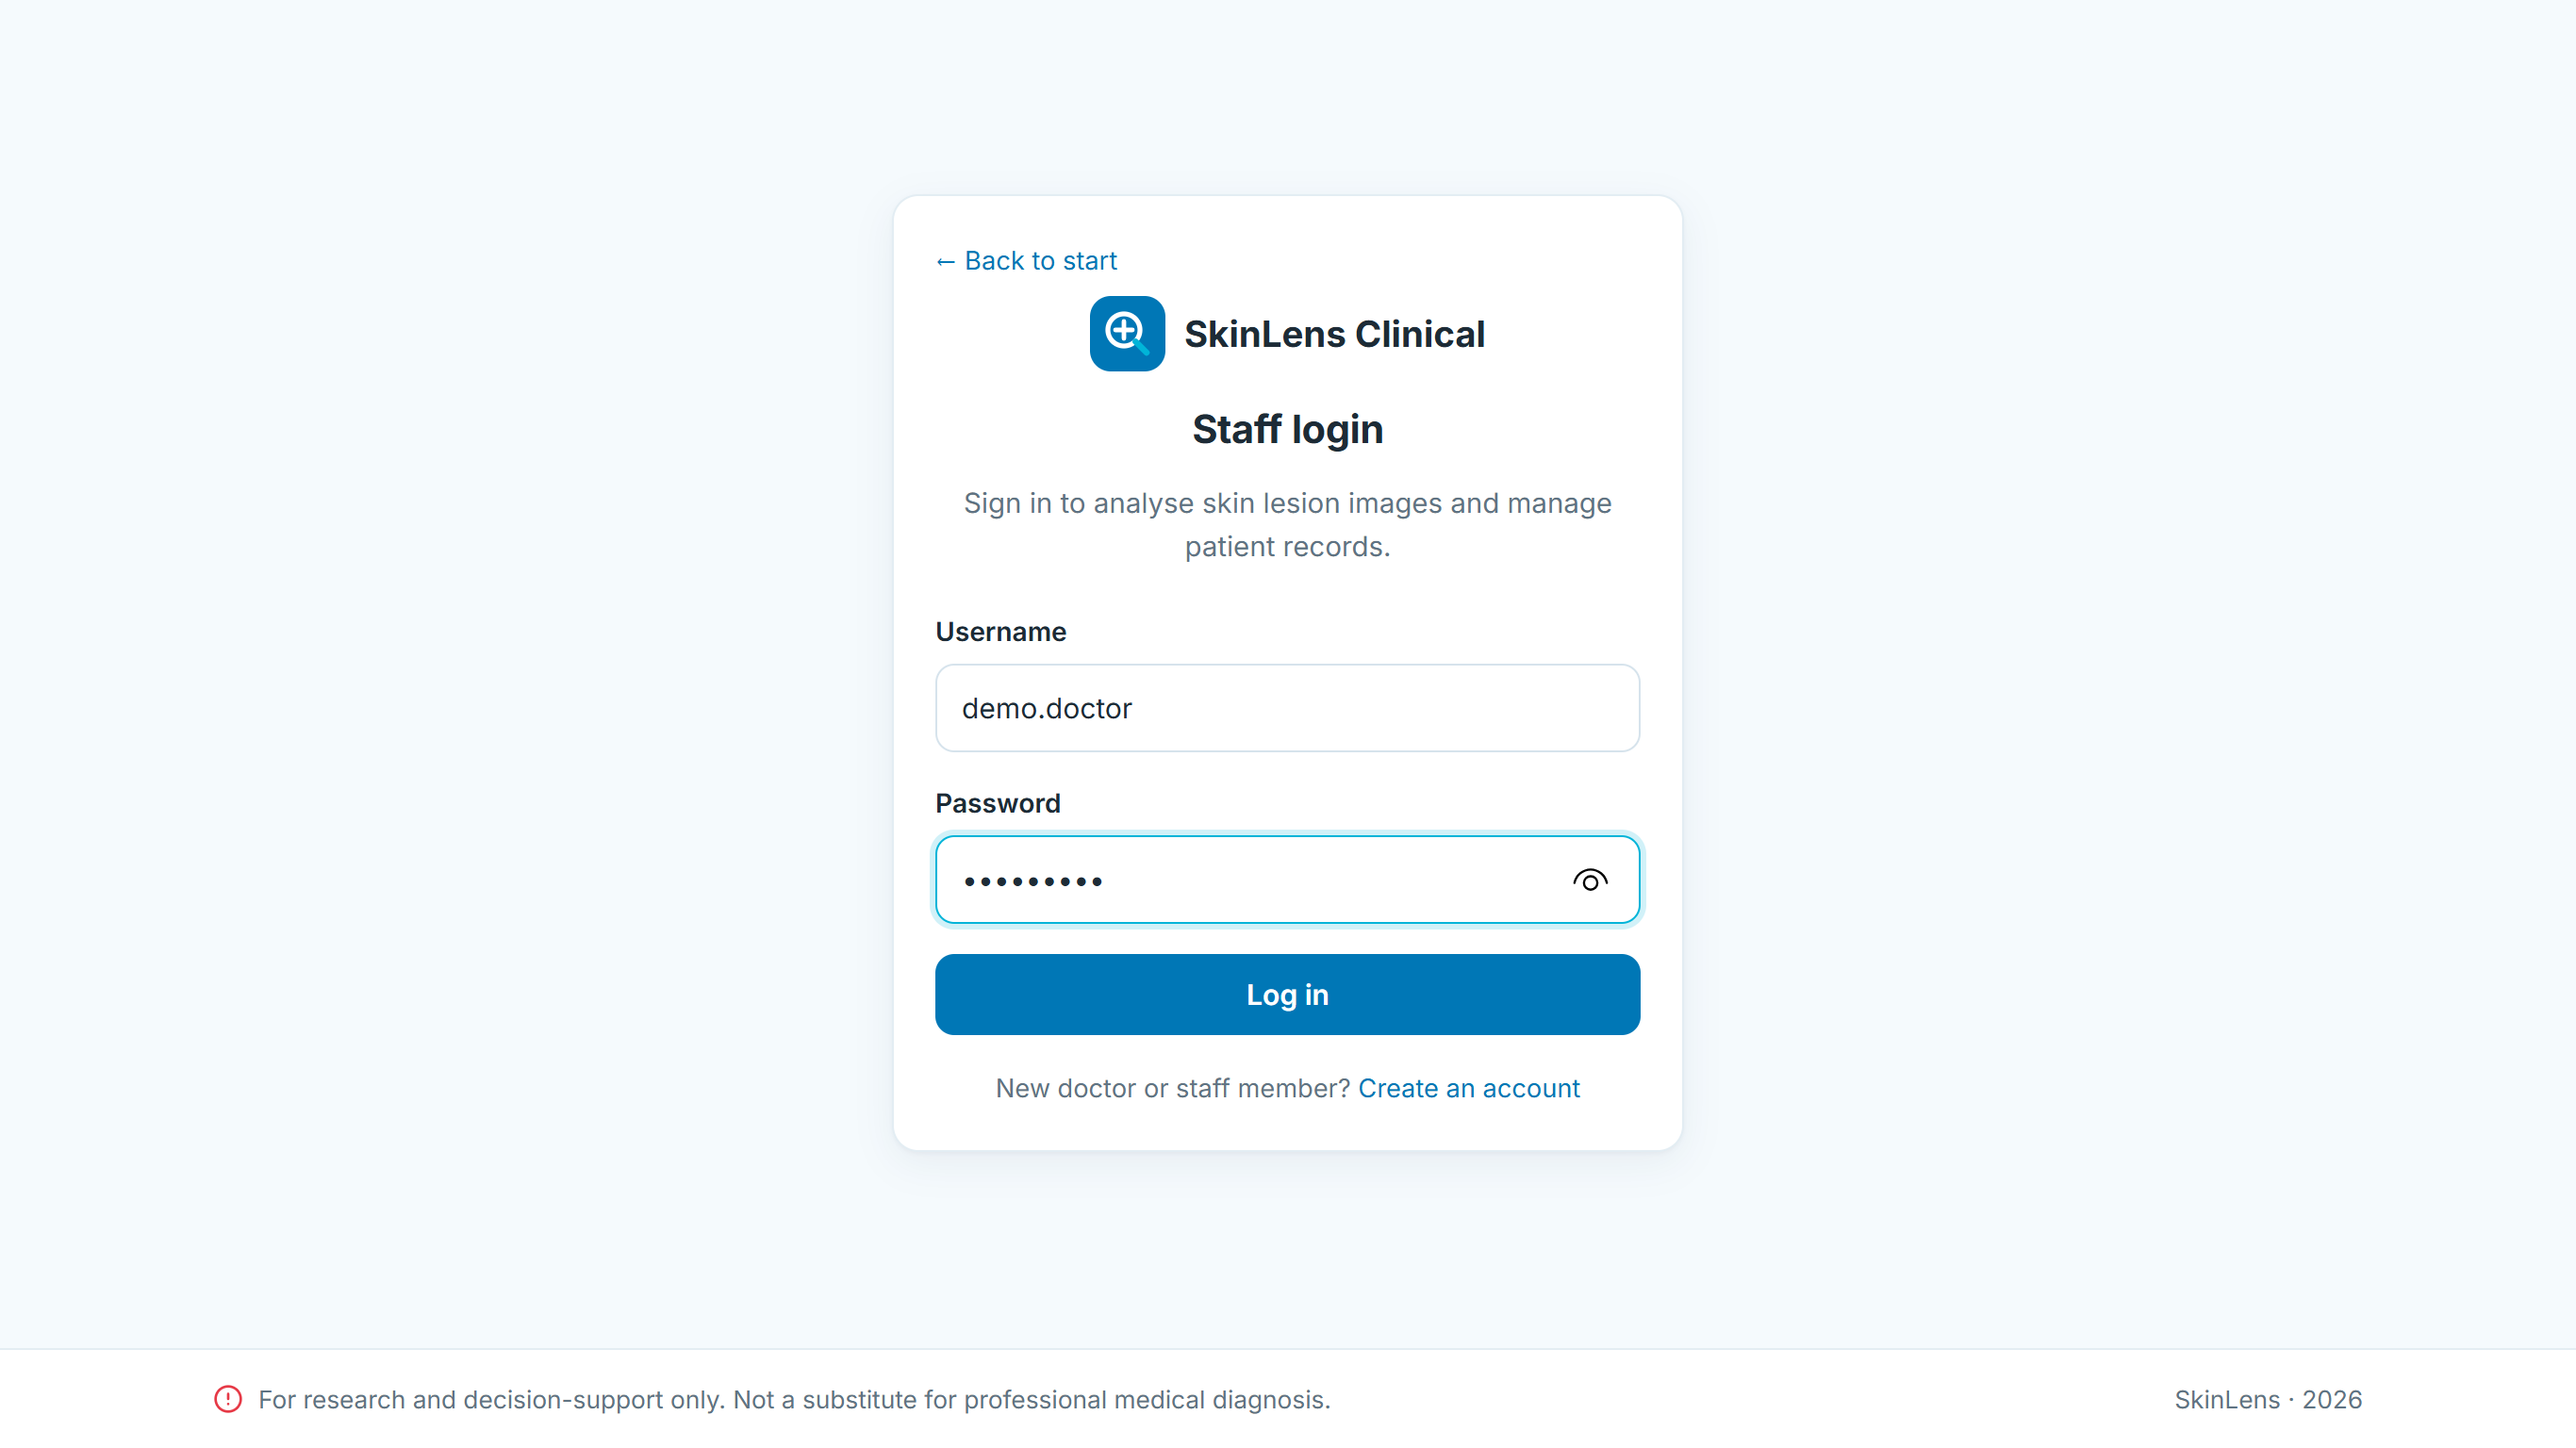 ← Back to start
SkinLens Clinical
Staff login
Sign in to analyse skin lesion images and manage
patient records.
Username
demo.doctor
Password
•••••••••
Log in
New doctor or staff member? Create an account
For research and decision-support only. Not a substitute for professional medical diagnosis.
SkinLens · 2026